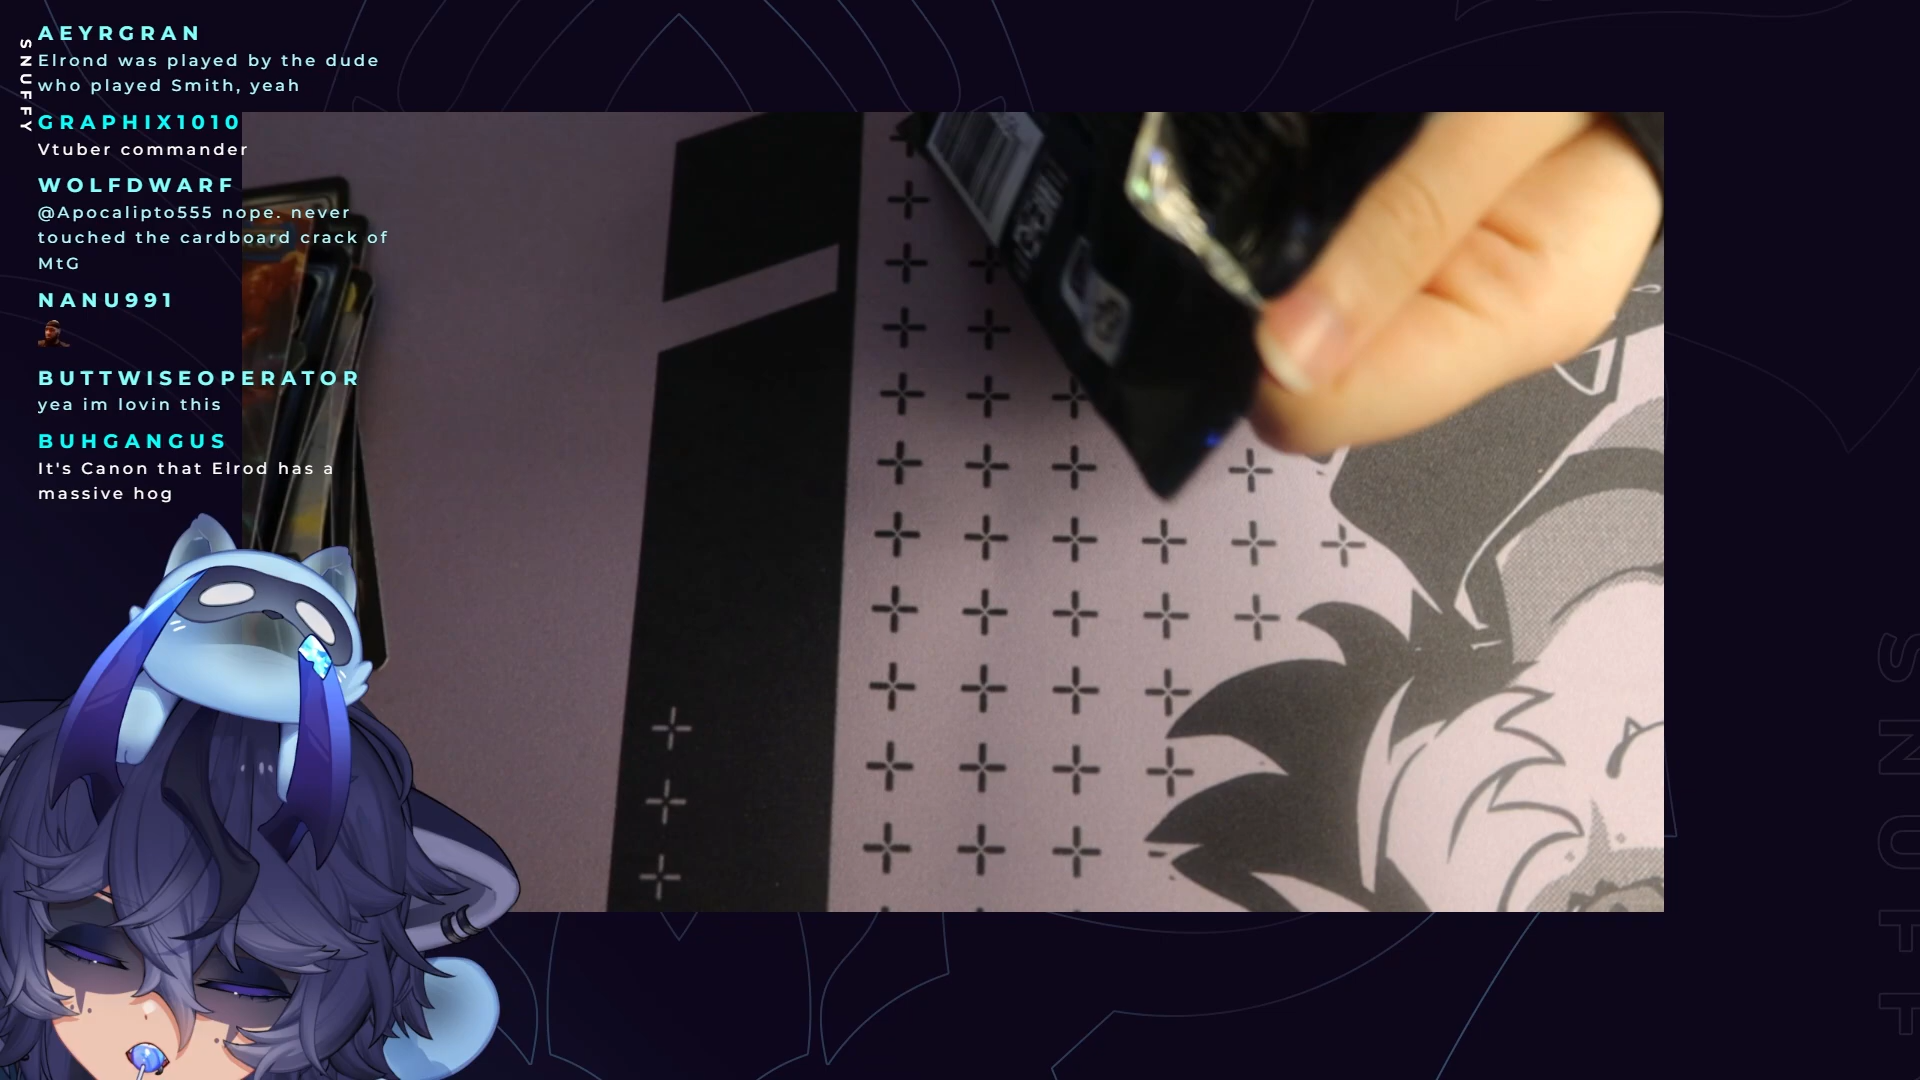 SNUFFY
AEYRGRAN
Elrond was played by the dude
who played Smith, yeah
GRAPHIX1010
Vtuber commander
WOLFDWARF
@Apocalipto555 nope. never
touched the cardboard crack of
MtG
NANU991
BUTTWISEOPERATOR
yea im lovin this
BUHGANGUS
It's Canon that Elrod has a
massive hog
SNUFF